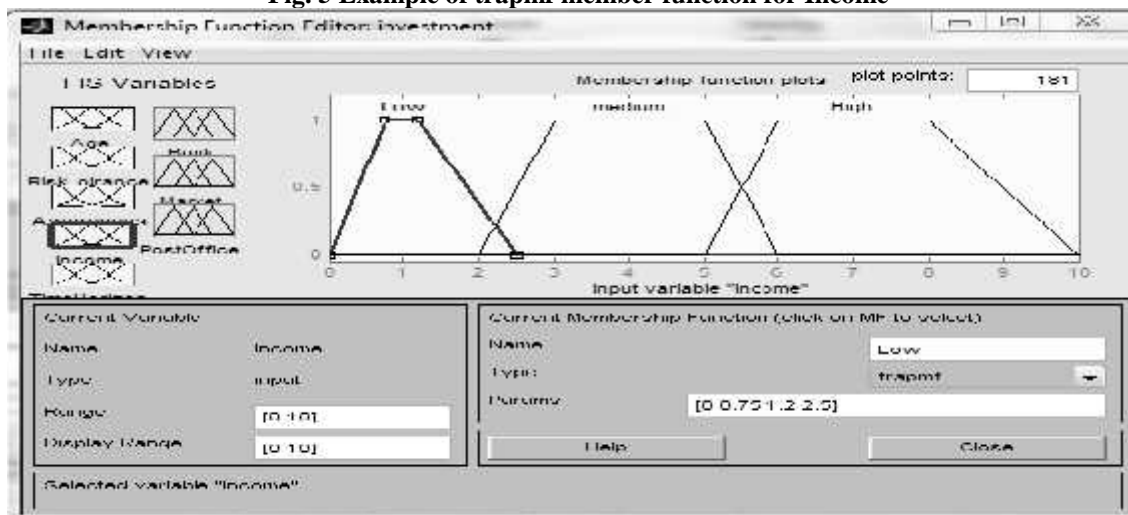 Fig. 5 Example of trapmf member function for Income
Membership Function Editor: investment
File Edit View
FIS Variables
Membership function plots
plot points:
181
Age
Bank
Market
PostOffice
Income
Low
medium
High
1
0.5
0
0 1 2 3 4 5 6 7 8 9 10
input variable "Income"
Current Variable
Name
Income
Type
input
Range
[0 10]
Display Range
[0 10]
Current Membership Function (click on MF to select)
Name
Low
Type
trapmf
Params
[0 0.75 1.2 2.5]
Help
Close
Selected variable "Income"